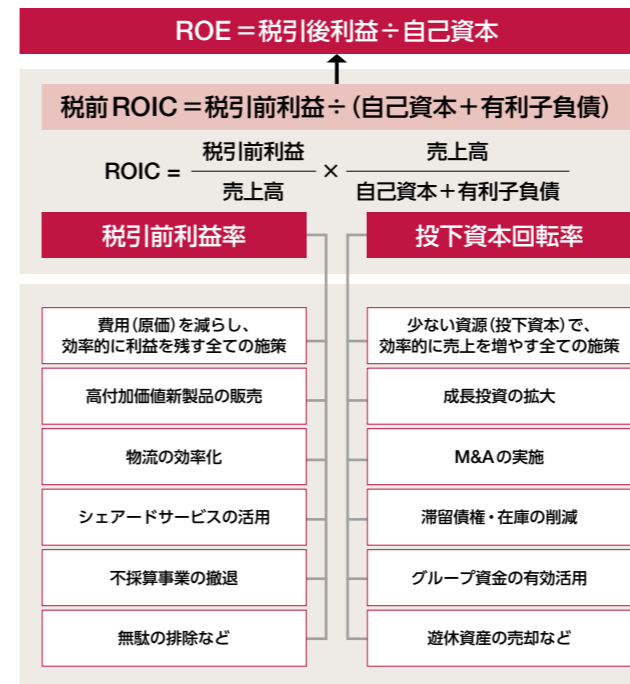 ROE＝税引後利益÷自己資本
税前ROIC＝税引前利益÷（自己資本＋有利子負債）
ROIC = 税引前利益 / 売上高 × 売上高 / 自己資本＋有利子負債
税引前利益率
費用（原価）を減らし、
効率的に利益を残す全ての施策
高付加価値新製品の販売
物流の効率化
シェアードサービスの活用
不採算事業の撤退
無駄の排除など
投下資本回転率
少ない資源（投下資本）で、
効率的に売上を増やす全ての施策
成長投資の拡大
M&Aの実施
滞留債権・在庫の削減
グループ資金の有効活用
遊休資産の売却など